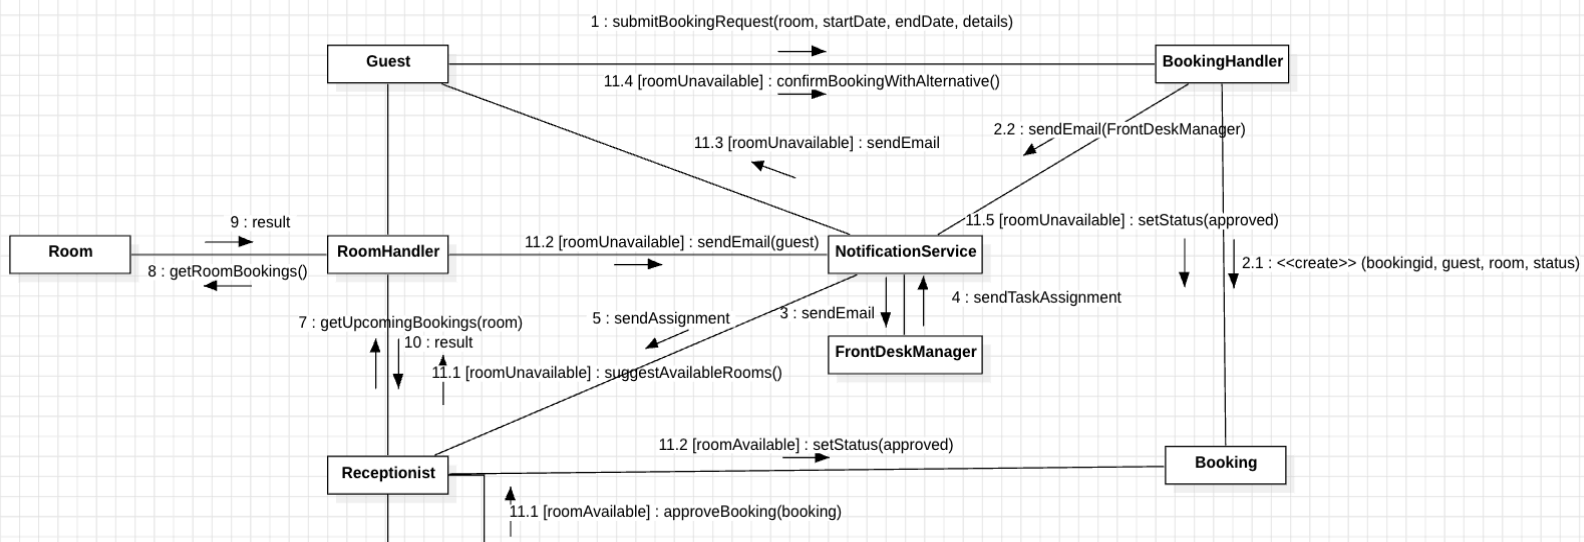 1 : submitBookingRequest(room, startDate, endDate, details)
Guest
BookingHandler
11.4 [roomUnavailable] : confirmBookingWithAlternative()
2.2 : sendEmail(FrontDeskManager)
11.3 [roomUnavailable] : sendEmail
9 : result
11.5 [roomUnavailable] : setStatus(approved)
Room
RoomHandler
11.2 [roomUnavailable] : sendEmail(guest)
NotificationService
8 : getRoomBookings()
2.1 : <<create>> (bookingid, guest, room, status)
4 : sendTaskAssignment
3 : sendEmail
5 : sendAssignment
7 : getUpcomingBookings(room)
10 : result
FrontDeskManager
11.1 [roomUnavailable] : suggestAvailableRooms()
11.2 [roomAvailable] : setStatus(approved)
Receptionist
Booking
11.1 [roomAvailable] : approveBooking(booking)